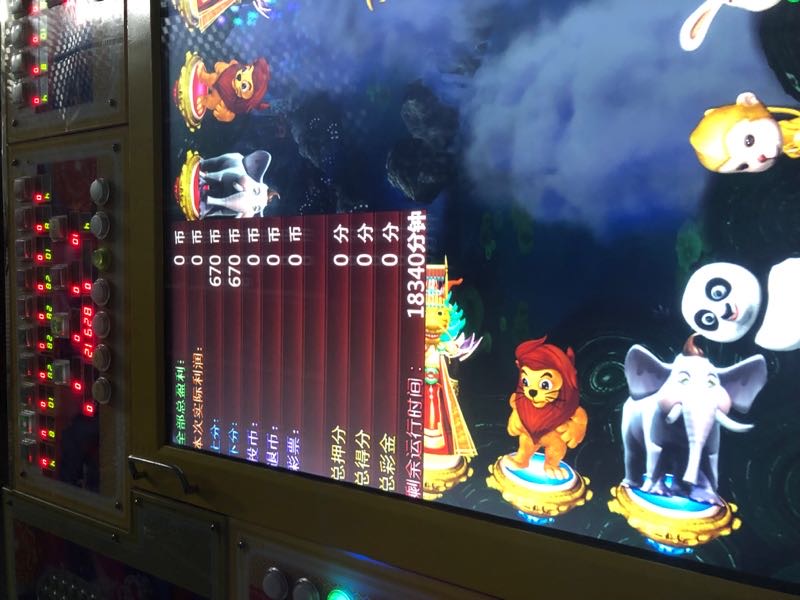 21628
全部总盈利： 0 币
本次实际利润： 0 币
上分： 670 币
下分： 670 币
投币： 0 币
退币： 0 币
彩票： 0 币
总押分 0 分
总得分 0 分
总彩金 0 分
剩余运行时间： 18340分钟